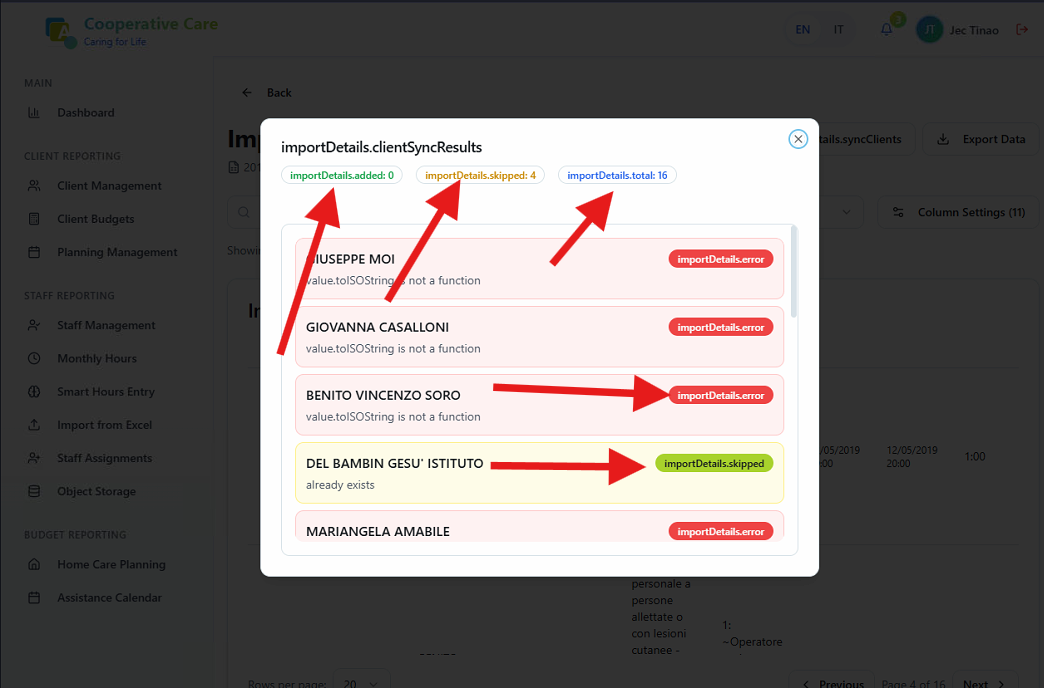 Cooperative Care
Caring for Life
EN IT
3
JT Jec Tinao
MAIN
Dashboard
CLIENT REPORTING
Client Management
Client Budgets
Planning Management
STAFF REPORTING
Staff Management
Monthly Hours
Smart Hours Entry
Import from Excel
Staff Assignments
Object Storage
BUDGET REPORTING
Home Care Planning
Assistance Calendar
Back
tails.syncClients
Export Data
Column Settings (11)
importDetails.clientSyncResults
importDetails.added: 0
importDetails.skipped: 4
importDetails.total: 16
GIUSEPPE MOI
importDetails.error
value.toISOString is not a function
GIOVANNA CASALLONI
importDetails.error
value.toISOString is not a function
BENITO VINCENZO SORO
importDetails.error
value.toISOString is not a function
DEL BAMBIN GESU' ISTITUTO
importDetails.skipped
already exists
MARIANGELA AMABILE
importDetails.error
/05/2019
:00
12/05/2019
20:00
1:00
personale a
persone
allettate o
con lesioni
cutanee -
1:
~Operatore
Rows per page: 20
Previous Page 4 of 16 Next